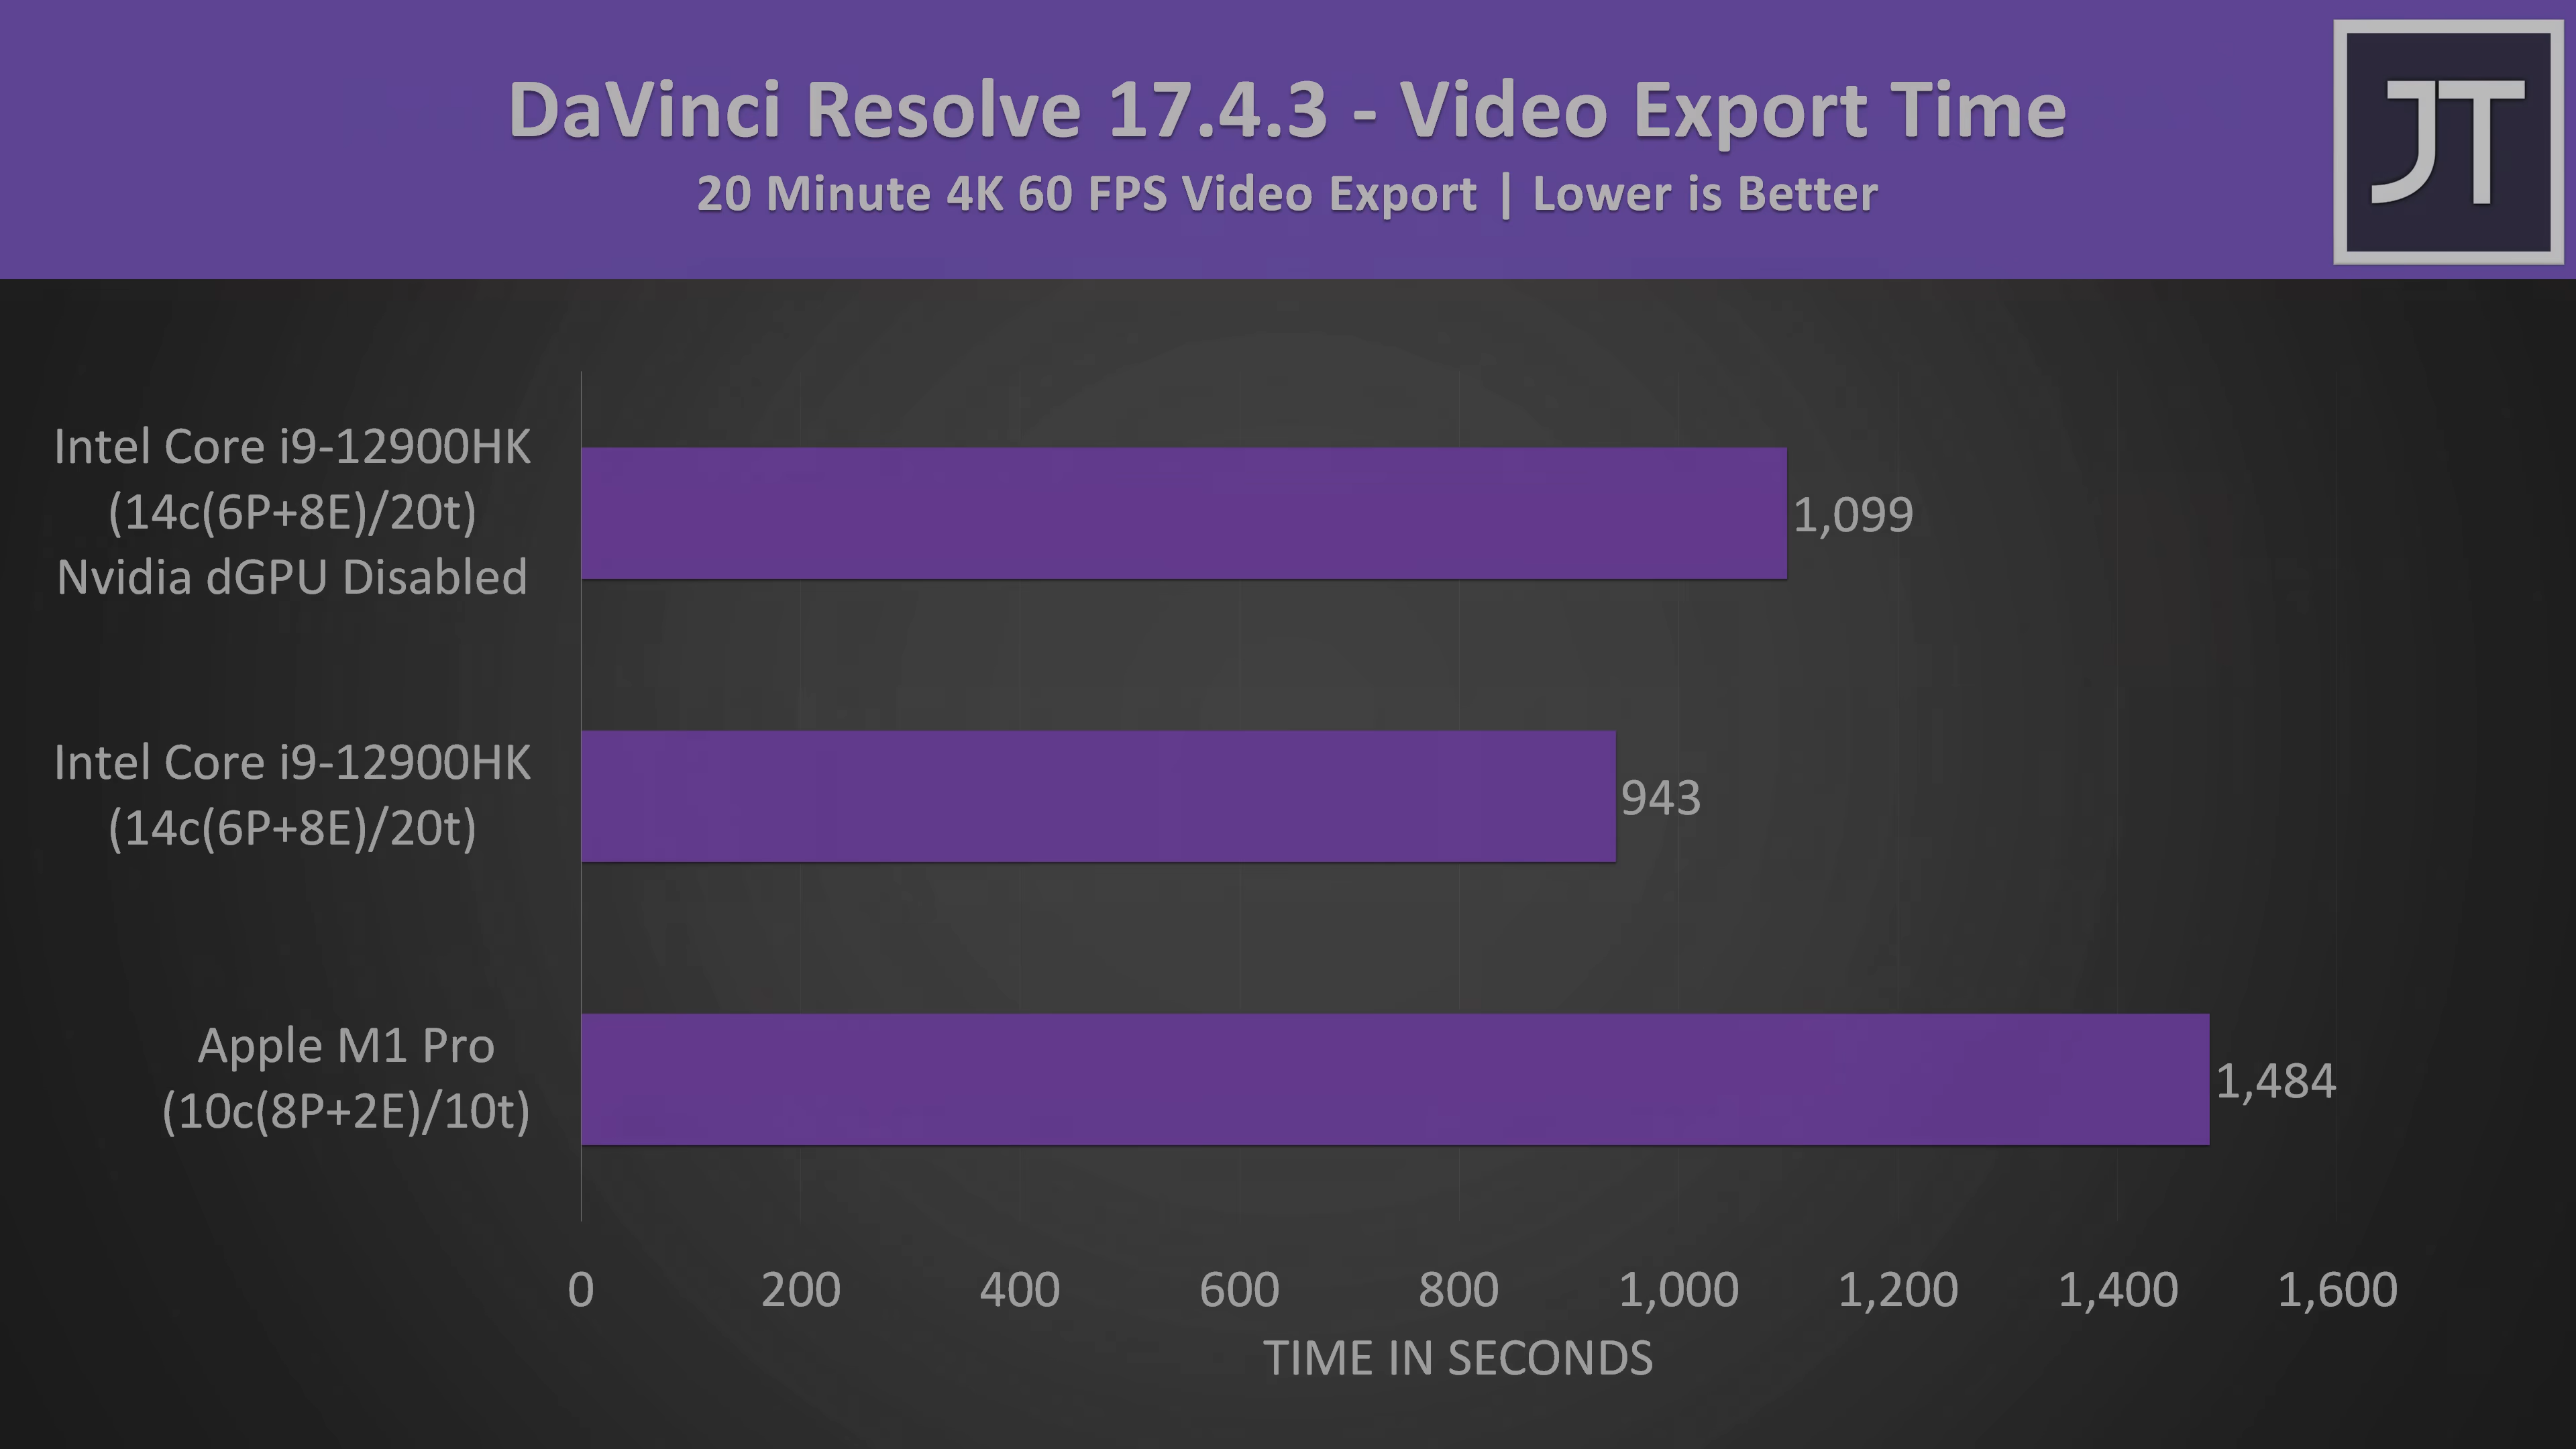 DaVinci Resolve 17.4.3 - Video Export Time
20 Minute 4K 60 FPS Video Export | Lower is Better
JT
Intel Core i9-12900HK
(14c(6P+8E)/20t)
Nvidia dGPU Disabled
1,099
Intel Core i9-12900HK
(14c(6P+8E)/20t)
943
Apple M1 Pro
(10c(8P+2E)/10t)
1,484
0 200 400 600 800 1,000 1,200 1,400 1,600
TIME IN SECONDS